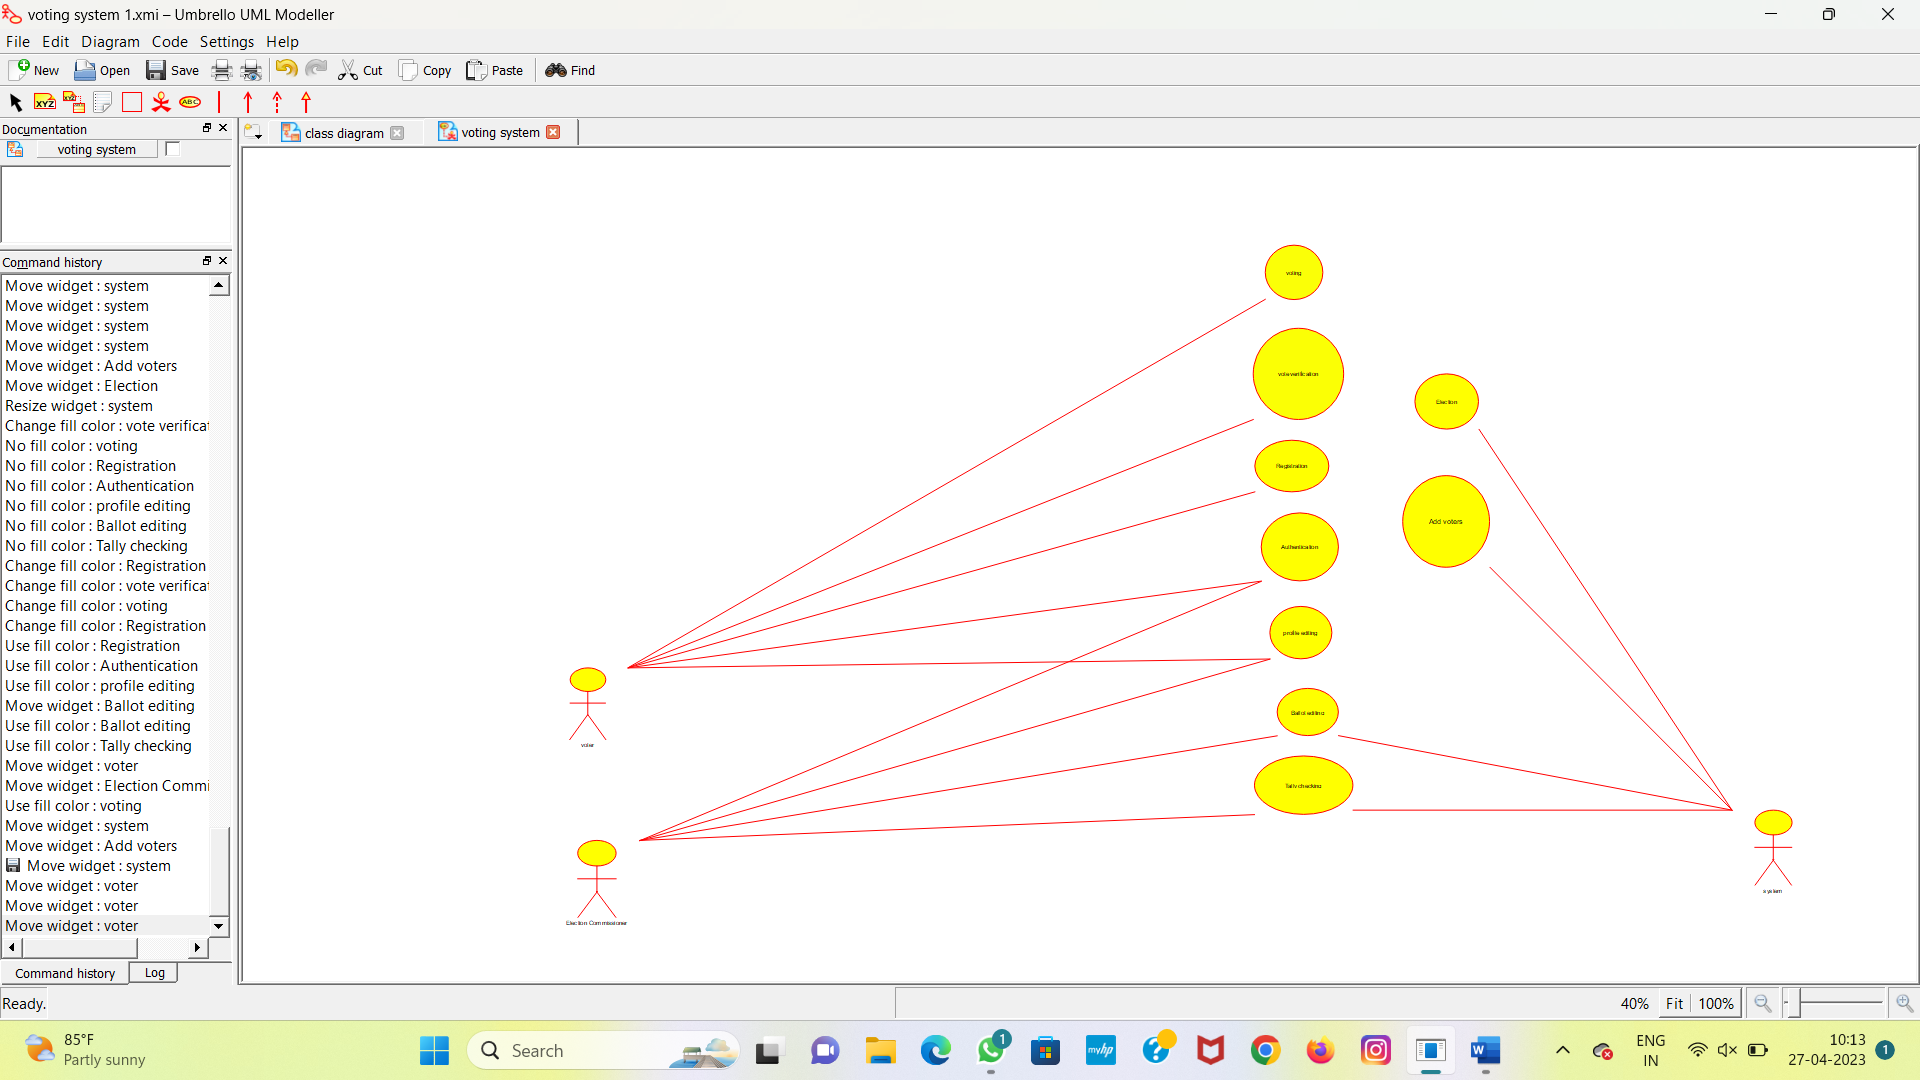 voting system 1.xmi – Umbrello UML Modeller
File Edit Diagram Code Settings Help
New Open Save Cut Copy Paste Find
XYZ XYZ ABC
Documentation
class diagram voting system
voting system
Command history
Move widget : system
Move widget : system
Move widget : system
Move widget : system
Move widget : Add voters
Move widget : Election
Resize widget : system
Change fill color : vote verificat
No fill color : voting
No fill color : Registration
No fill color : Authentication
No fill color : profile editing
No fill color : Ballot editing
No fill color : Tally checking
Change fill color : Registration
Change fill color : vote verificat
Change fill color : voting
Change fill color : Registration
Use fill color : Registration
Use fill color : Authentication
Use fill color : profile editing
Move widget : Ballot editing
Use fill color : Ballot editing
Use fill color : Tally checking
Move widget : voter
Move widget : Election Commi
Use fill color : voting
Move widget : system
Move widget : Add voters
Move widget : system
Move widget : voter
Move widget : voter
Move widget : voter
Command history Log
voting
vote verification
Election
Registration
Add voters
Authentication
profile editing
Ballot editing
voter
Tally checking
system
Election Commissioner
Ready.
40% Fit 100%
85°F
Partly sunny
Search
1
myhp
ENG
IN
10:13
27-04-2023
1